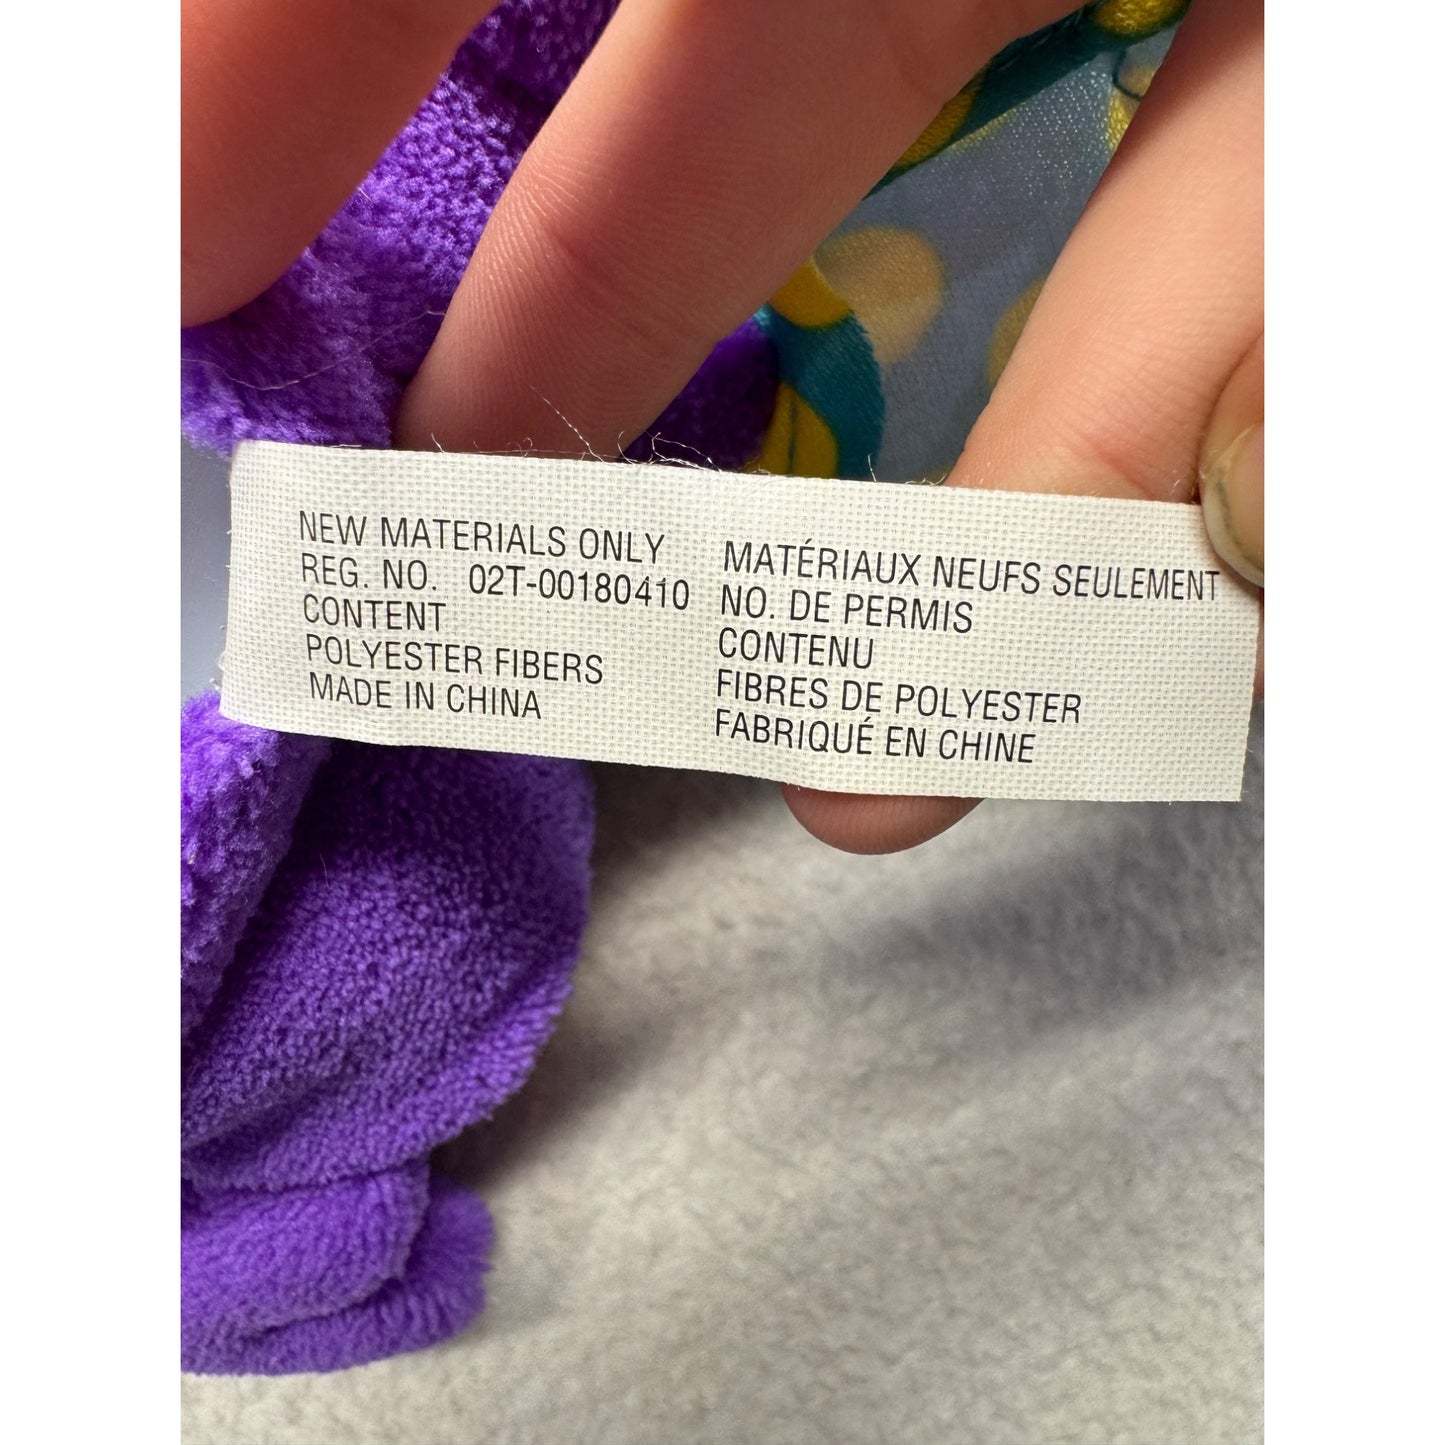 NEW MATERIALS ONLY
REG. NO. 02T-00180410
CONTENT
POLYESTER FIBERS
MADE IN CHINA
MATÉRIAUX NEUFS SEULEMENT
NO. DE PERMIS
CONTENU
FIBRES DE POLYESTER
FABRIQUÉ EN CHINE